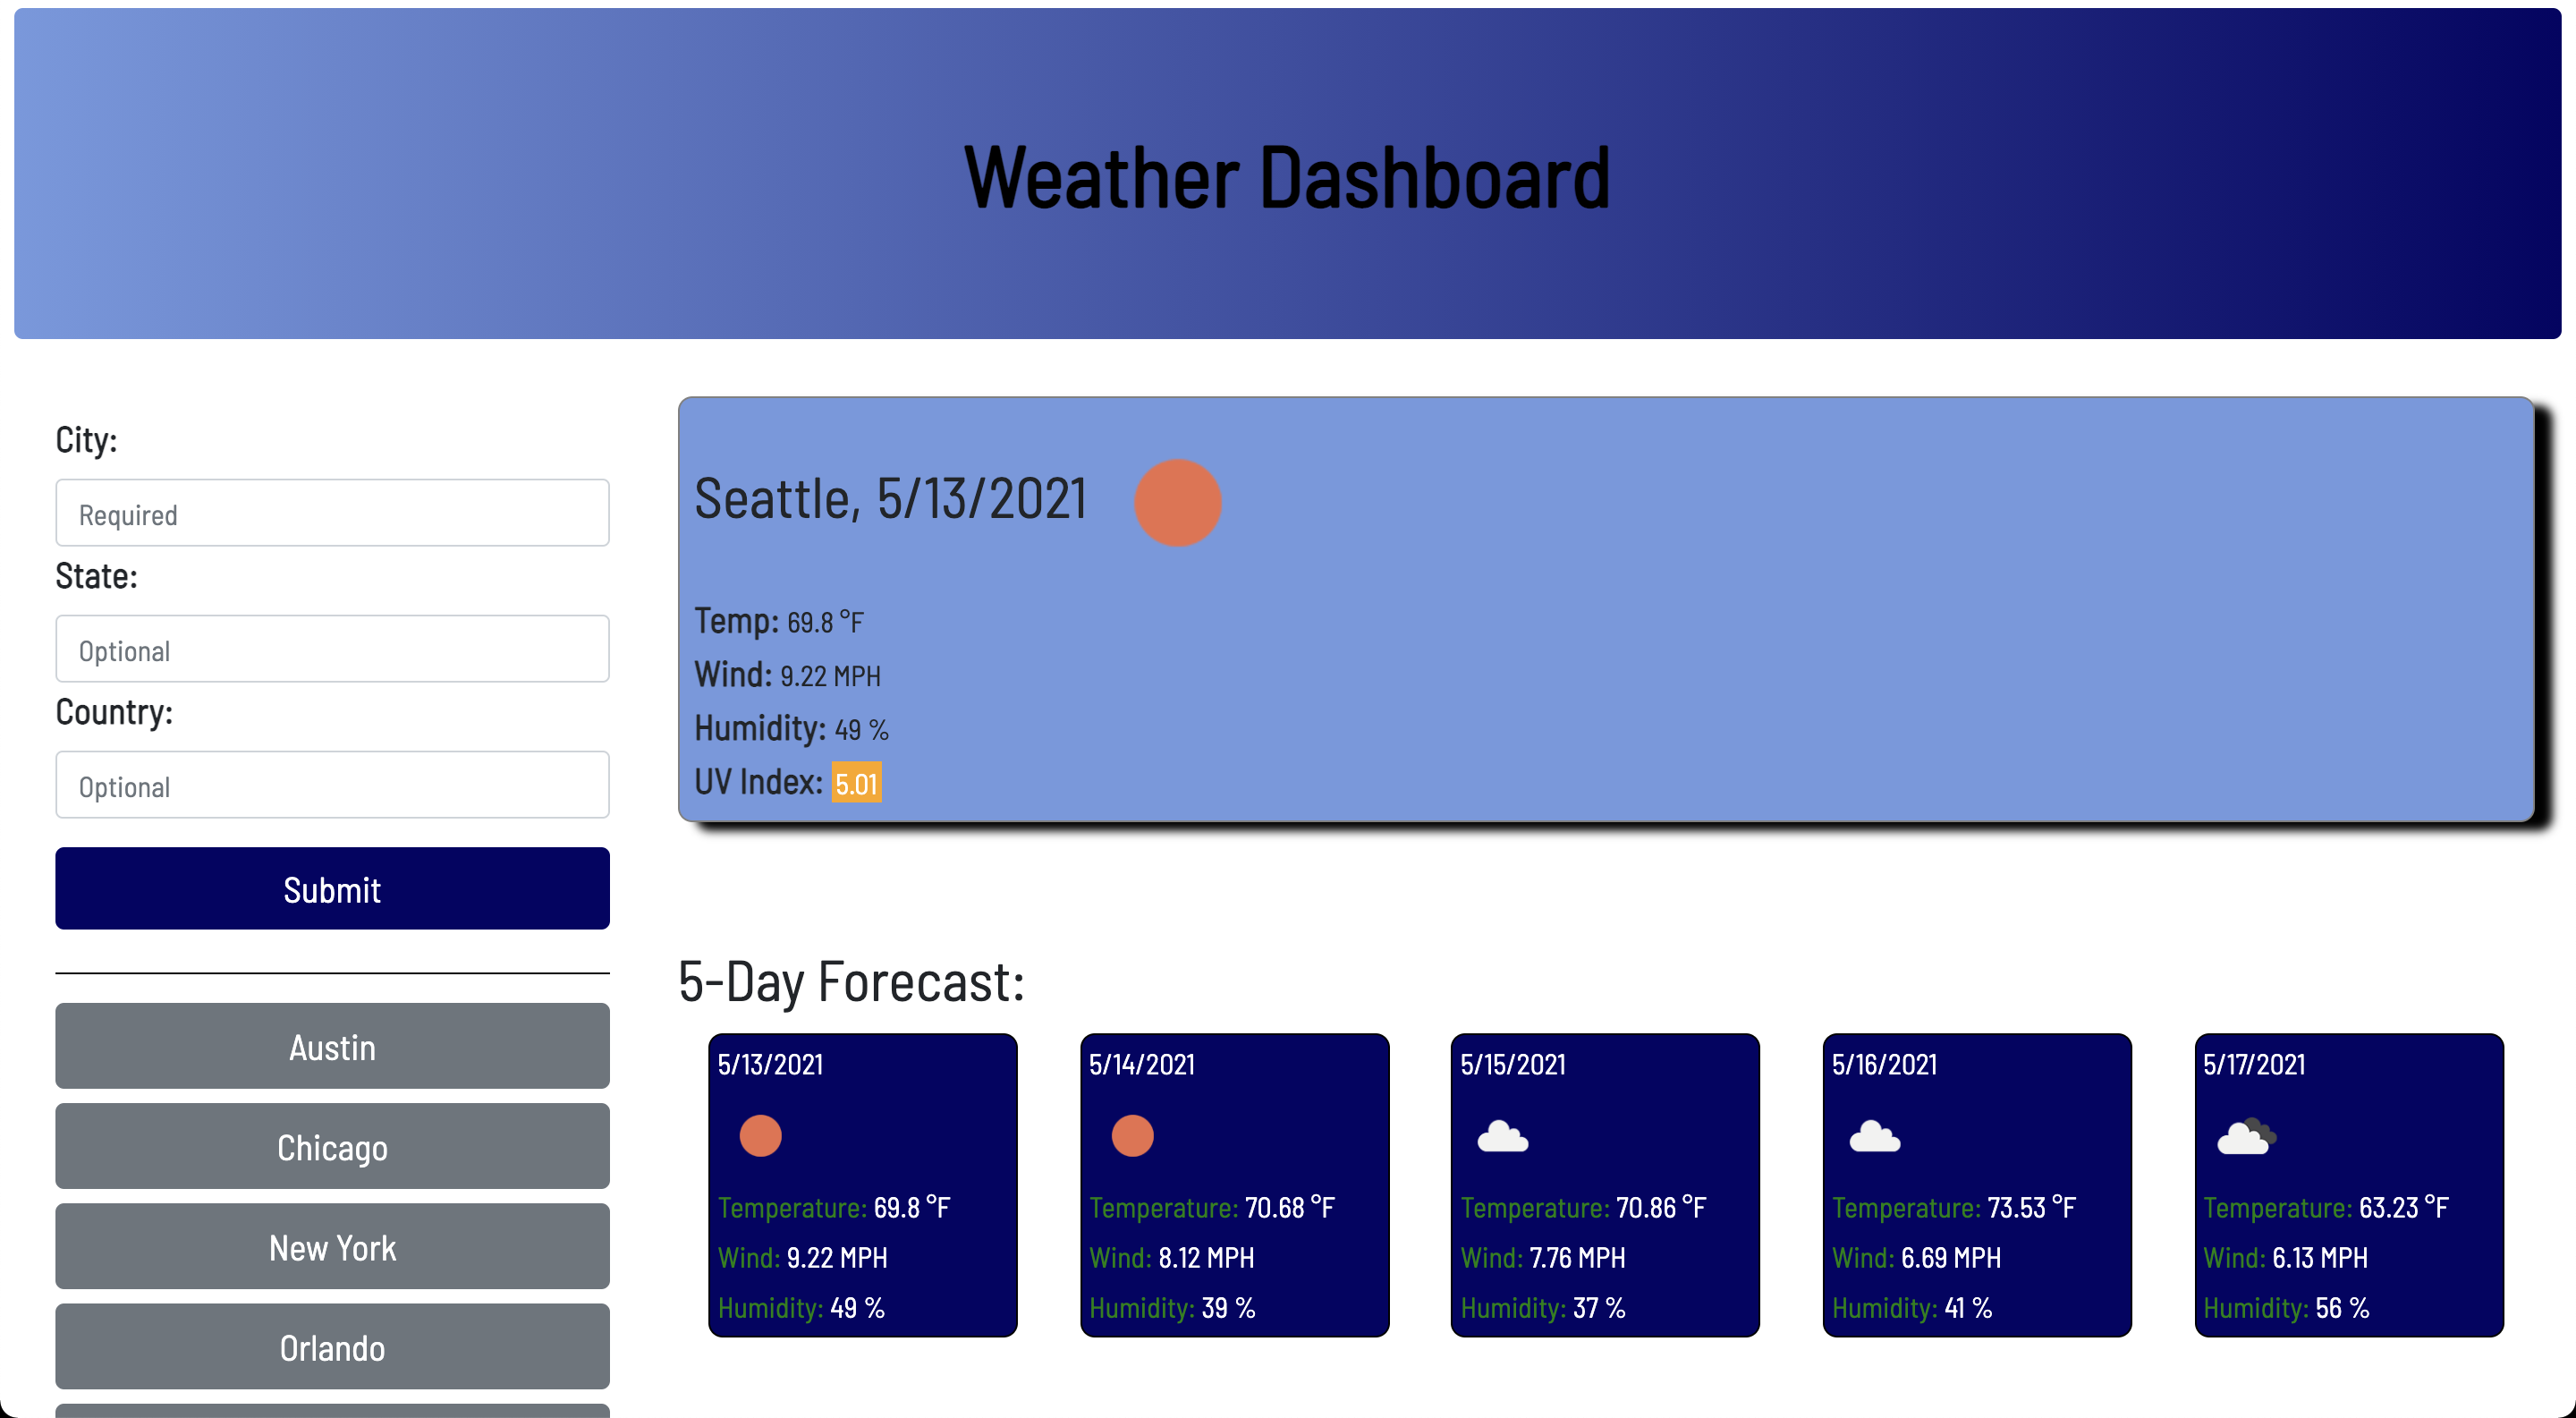 Weather Dashboard
City:
Required
State:
Optional
Country:
Optional
Submit
Austin
Chicago
New York
Orlando
Seattle, 5/13/2021
Temp: 69.8 °F
Wind: 9.22 MPH
Humidity: 49 %
UV Index: 5.01
5-Day Forecast:
5/13/2021
Temperature: 69.8 °F
Wind: 9.22 MPH
Humidity: 49 %
5/14/2021
Temperature: 70.68 °F
Wind: 8.12 MPH
Humidity: 39 %
5/15/2021
Temperature: 70.86 °F
Wind: 7.76 MPH
Humidity: 37 %
5/16/2021
Temperature: 73.53 °F
Wind: 6.69 MPH
Humidity: 41 %
5/17/2021
Temperature: 63.23 °F
Wind: 6.13 MPH
Humidity: 56 %